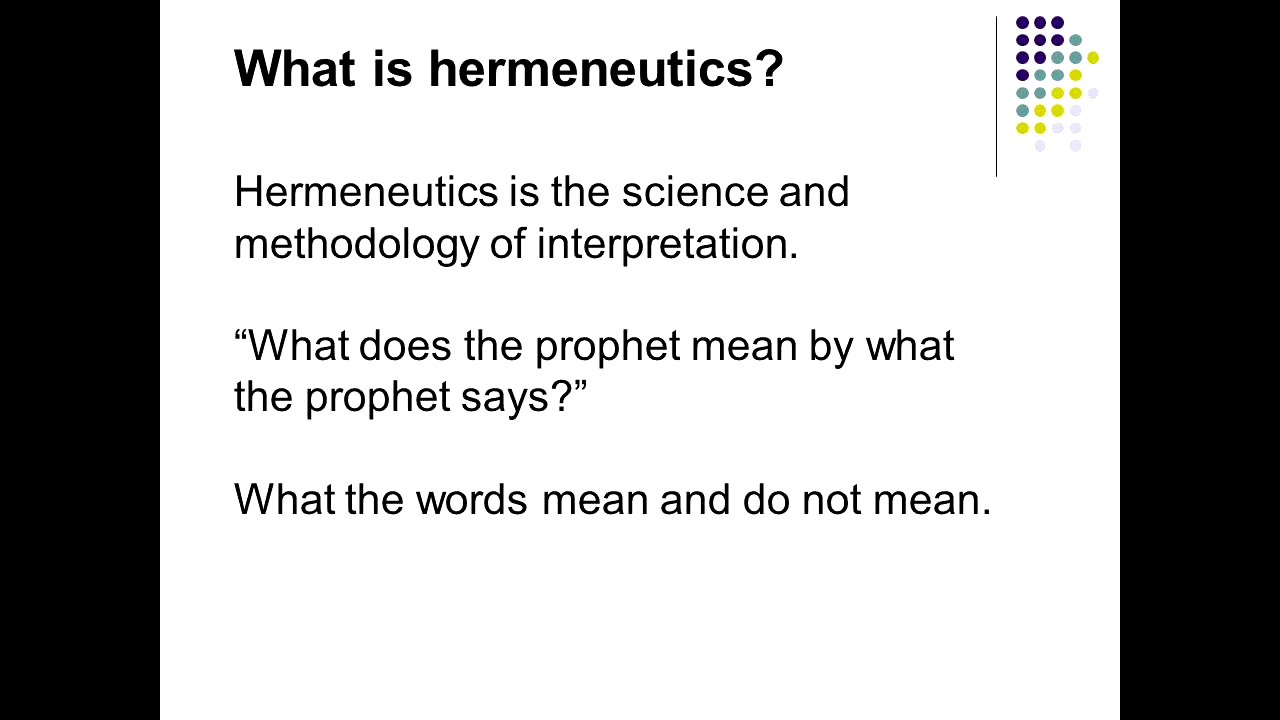 What is hermeneutics?
Hermeneutics is the science and
methodology of interpretation.
“What does the prophet mean by what
the prophet says?”
What the words mean and do not mean.